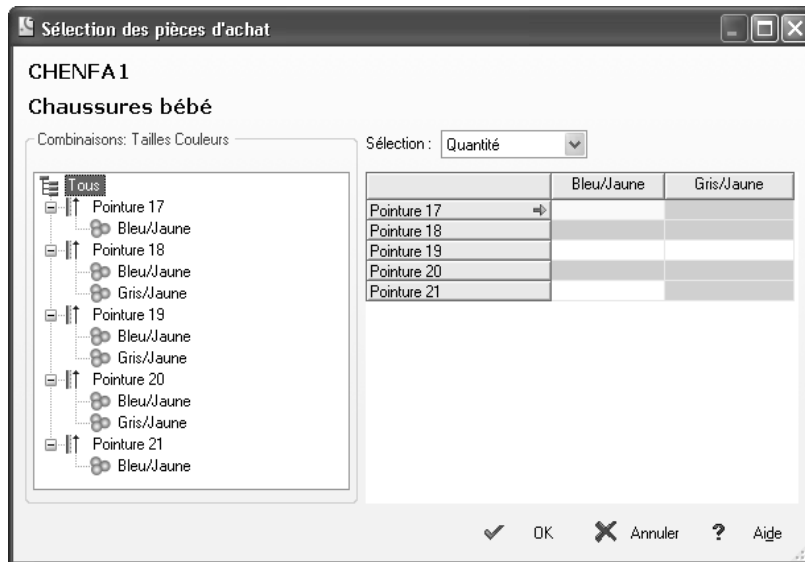 Sélection des pièces d'achat
CHENFA1
Chaussures bébé
Combinaisons: Tailles Couleurs
Tous
Pointure 17
Bleu/Jaune
Pointure 18
Bleu/Jaune
Gris/Jaune
Pointure 19
Bleu/Jaune
Gris/Jaune
Pointure 20
Bleu/Jaune
Gris/Jaune
Pointure 21
Bleu/Jaune
Sélection : Quantité
Bleu/Jaune Gris/Jaune
Pointure 17
Pointure 18
Pointure 19
Pointure 20
Pointure 21
OK Annuler ? Aide